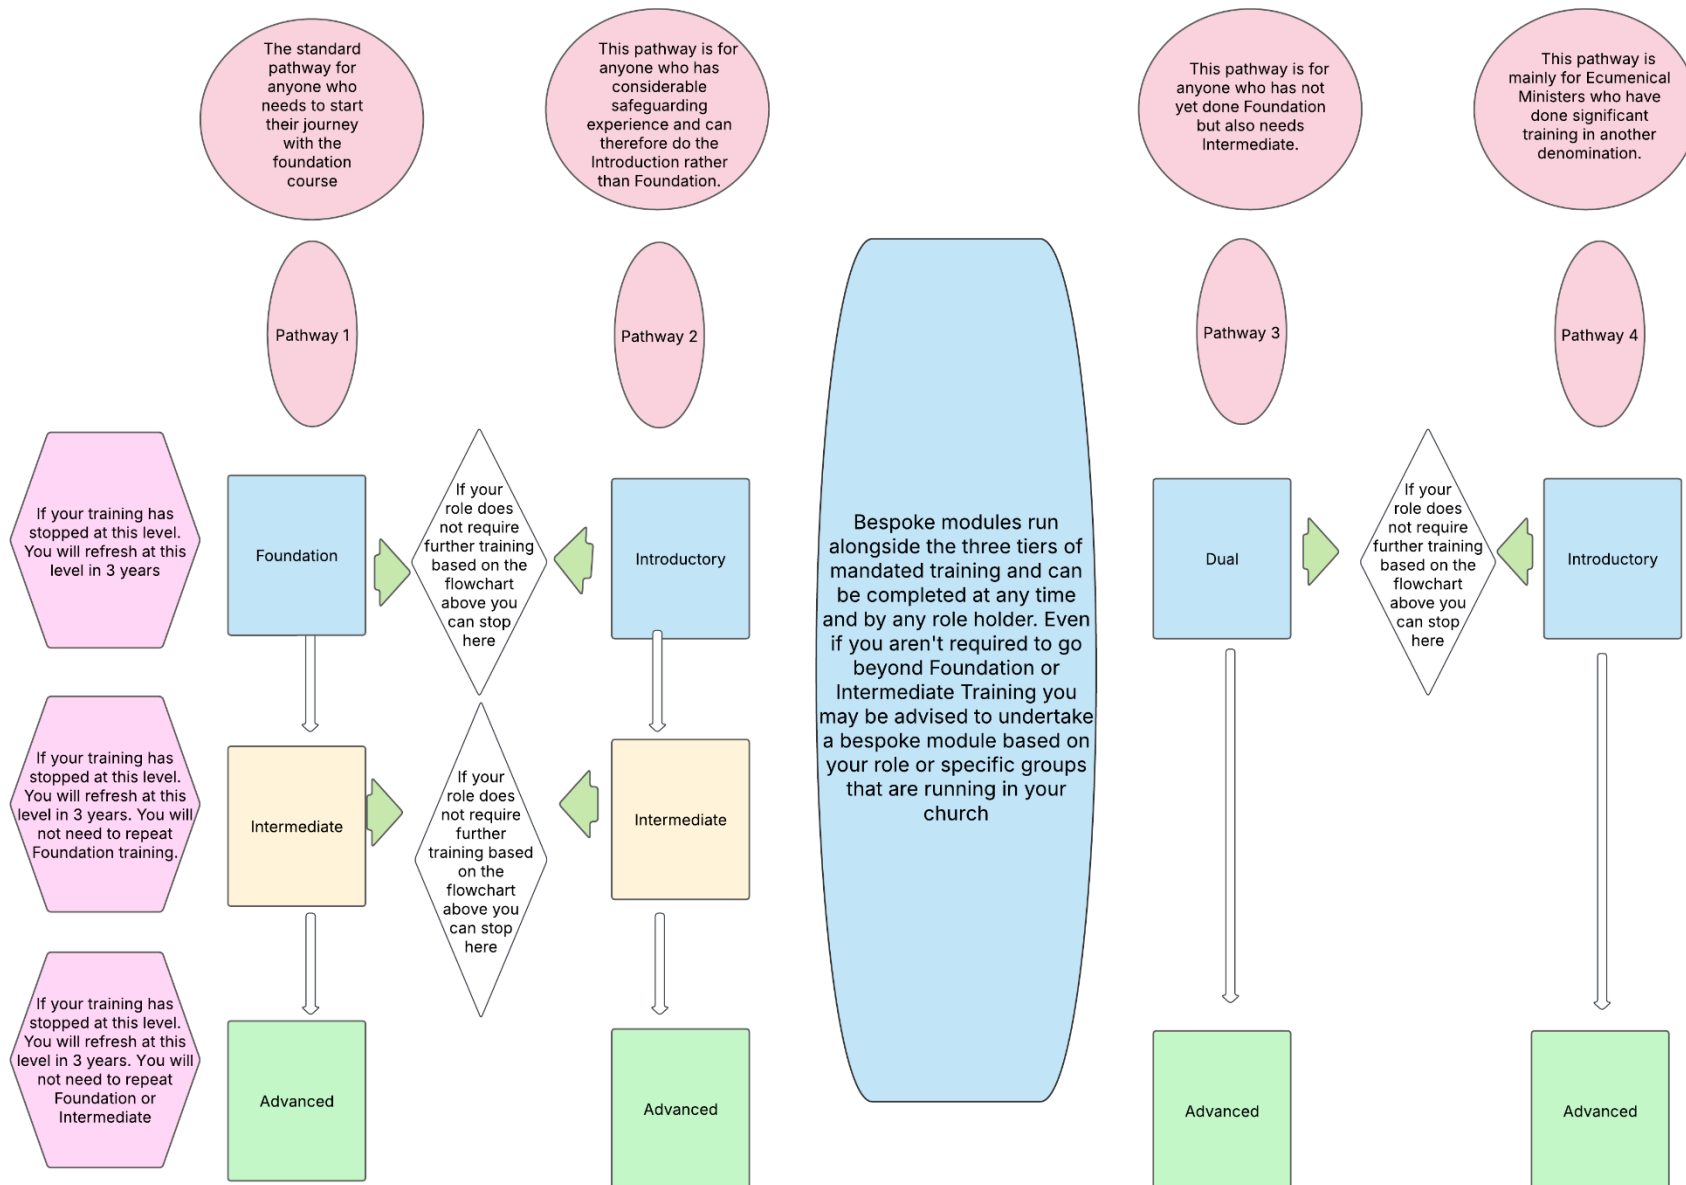 The standard
pathway for
anyone who
needs to start
their journey
with the
foundation
course
This pathway is for
anyone who has
considerable
safeguarding
experience and can
therefore do the
Introduction rather
than Foundation.
This pathway is for
anyone who has not
yet done Foundation
but also needs
Intermediate.
This pathway is
mainly for Ecumenical
Ministers who have
done significant
training in another
denomination.
Pathway 1
Pathway 2
Pathway 3
Pathway 4
If your training has
stopped at this level.
You will refresh at this
level in 3 years
Foundation
If your
role does
not require
further training
based on the
flowchart
above you
can stop
here
Introductory
Bespoke modules run
alongside the three tiers of
mandated training and can
be completed at any time
and by any role holder. Even
if you aren't required to go
beyond Foundation or
Intermediate Training you
may be advised to undertake
a bespoke module based on
your role or specific groups
that are running in your
church
Dual
If your
role does
not require
further training
based on the
flowchart
above you
can stop
here
Introductory
If your training has
stopped at this level.
You will refresh at this
level in 3 years. You will
not need to repeat
Foundation training.
Intermediate
If your
role does
not require
further
training based
on the
flowchart
above you
can stop
here
Intermediate
If your training has
stopped at this level.
You will refresh at this
level in 3 years. You will
not need to repeat
Foundation or
Intermediate
Advanced
Advanced
Advanced
Advanced